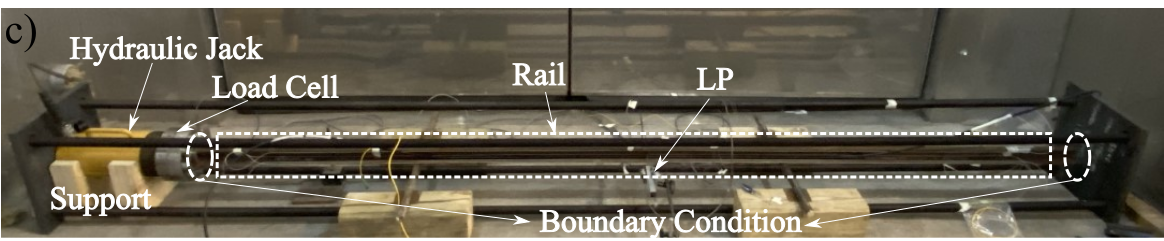 c)
Hydraulic Jack
Load Cell
Rail
LP
Support
Boundary Condition